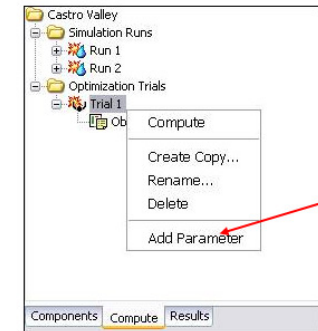 Castro Valley
Simulation Runs
Run 1
Run 2
Optimization Trials
Trial 1
Ob
Compute
Create Copy...
Rename...
Delete
Add Parameter
Components Compute Results